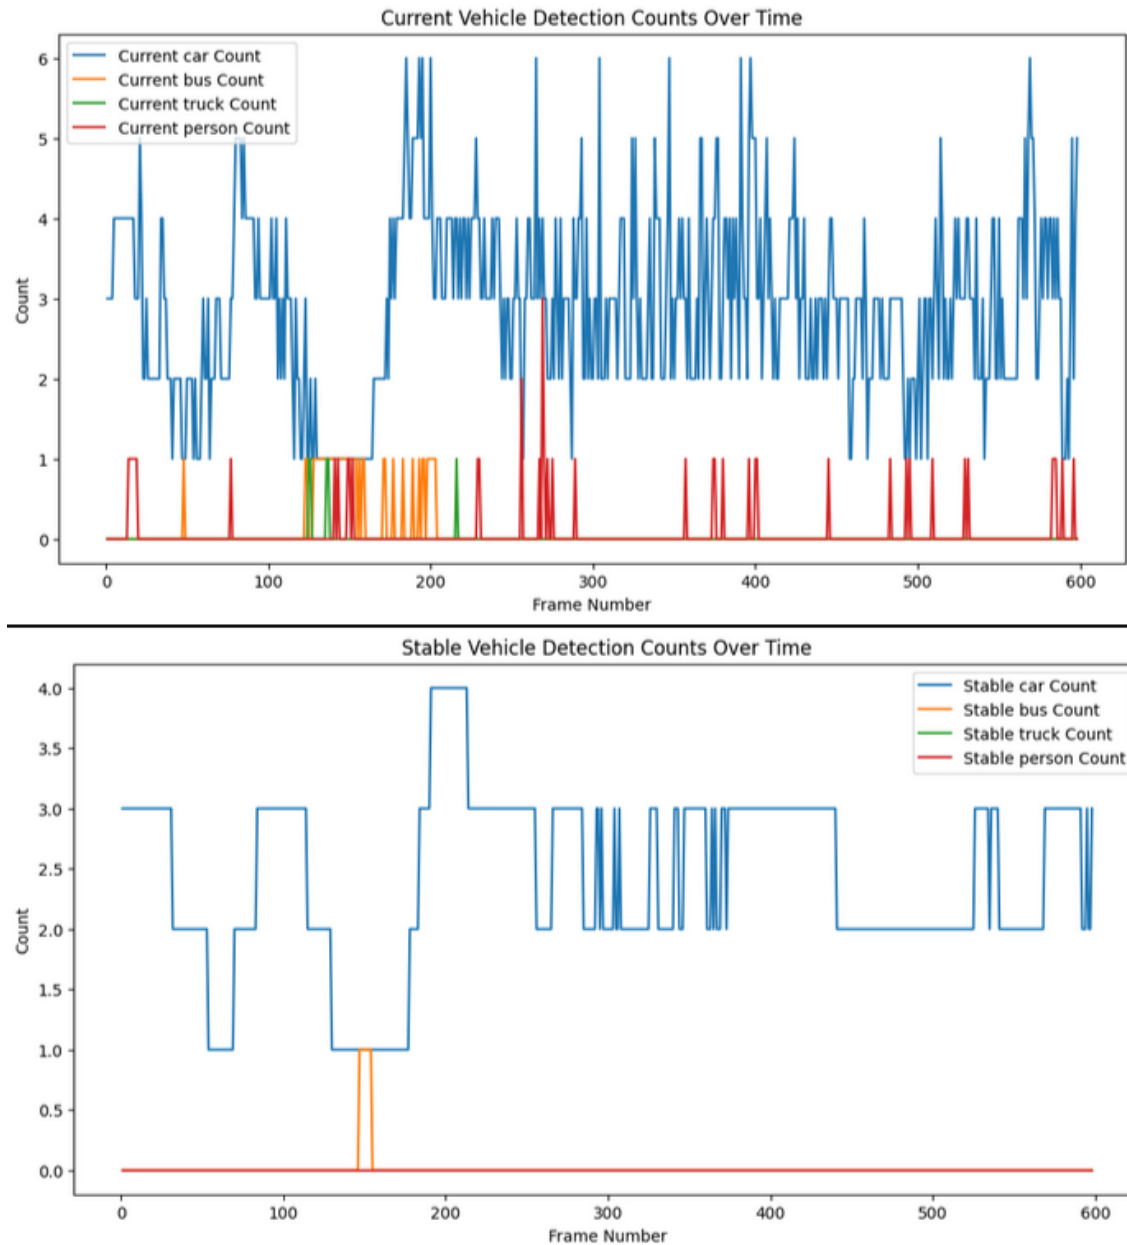 Current Vehicle Detection Counts Over Time
Current car Count
Current bus Count
Current truck Count
Current person Count
6
5
4
3
2
1
0
Count
0 100 200 300 400 500 600
Frame Number
Stable Vehicle Detection Counts Over Time
Stable car Count
Stable bus Count
Stable truck Count
Stable person Count
4.0
3.5
3.0
2.5
2.0
1.5
1.0
0.5
0.0
Count
0 100 200 300 400 500 600
Frame Number